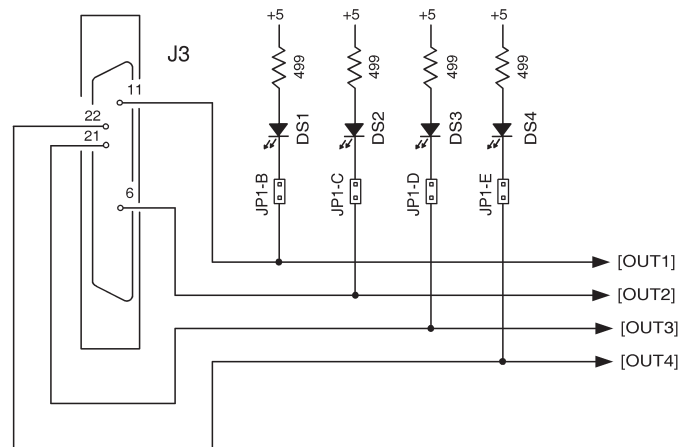 +5 +5 +5 +5
J3
499 499 499 499
11
22
21
DS1 DS2 DS3 DS4
JP1-B JP1-C JP1-D JP1-E
6
[OUT1]
[OUT2]
[OUT3]
[OUT4]